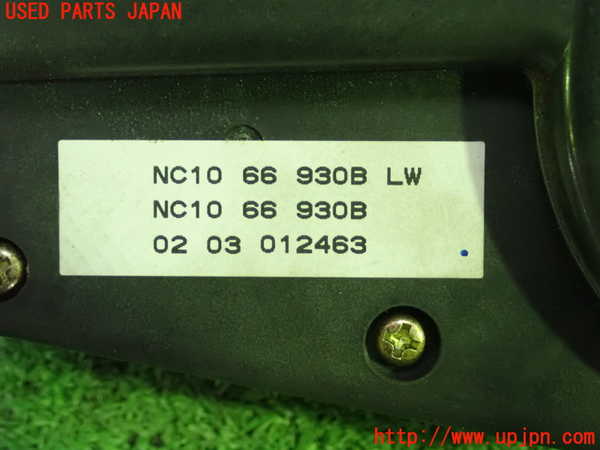 USED PARTS JAPAN
NC10 66 930B LW
NC10 66 930B
02 03 012463
http://www.upjpn.com